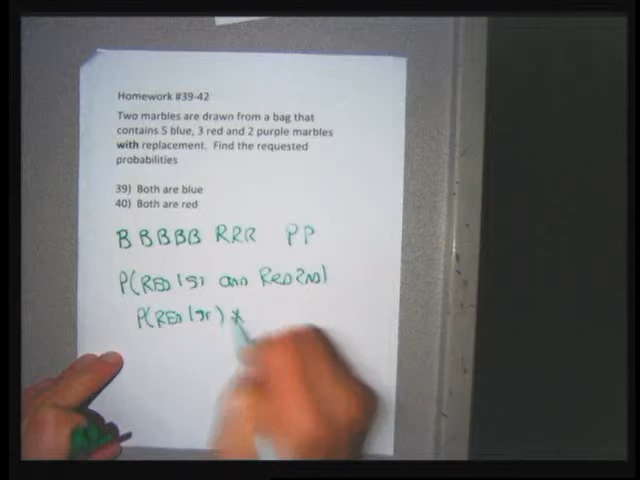 Homework #39-42
Two marbles are drawn from a bag that
contains 5 blue, 3 red and 2 purple marbles
with replacement. Find the requested
probabilities
39) Both are blue
40) Both are red
B B B B B RRR PP
P(RED 1ST and RED 2ND)
P(RED 1ST) x